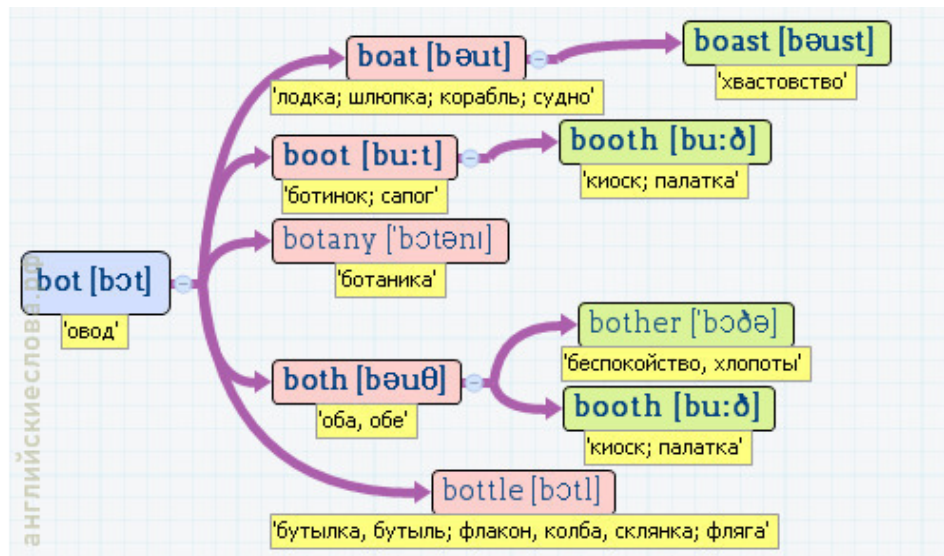 boat [bəut]
'лодка; шлюпка; корабль; судно'
boast [bəust]
'хвастовство'
boot [bu:t]
'ботинок; сапог'
booth [bu:ð]
'киоск; палатка'
botany ['bɔtənı]
'ботаника'
bot [bɔt]
'овод'
bother ['bɔðə]
'беспокойство, хлопоты'
both [bəuθ]
'оба, обе'
booth [bu:ð]
'киоск; палатка'
bottle [bɔtl]
'бутылка, бутыль; флакон, колба, склянка; фляга'
английскиеслова.рф